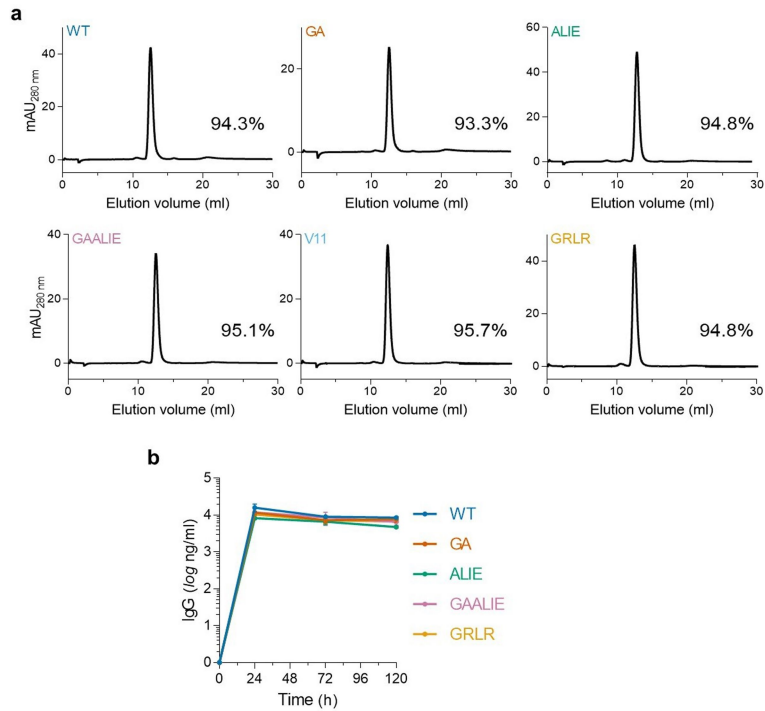 a
WT
GA
ALIE
mAU280 nm
40
20
0
94.3%
0 10 20 30
Elution volume (ml)
20
0
93.3%
0 10 20 30
Elution volume (ml)
60
40
20
0
94.8%
0 10 20 30
Elution volume (ml)
GAALIE
V11
GRLR
mAU280 nm
40
20
0
95.1%
0 10 20 30
Elution volume (ml)
40
20
0
95.7%
0 10 20 30
Elution volume (ml)
40
20
0
94.8%
0 10 20 30
Elution volume (ml)
b
IgG (log ng/ml)
5
4
3
2
1
0
0 24 48 72 96 120
Time (h)
WT
GA
ALIE
GAALIE
GRLR